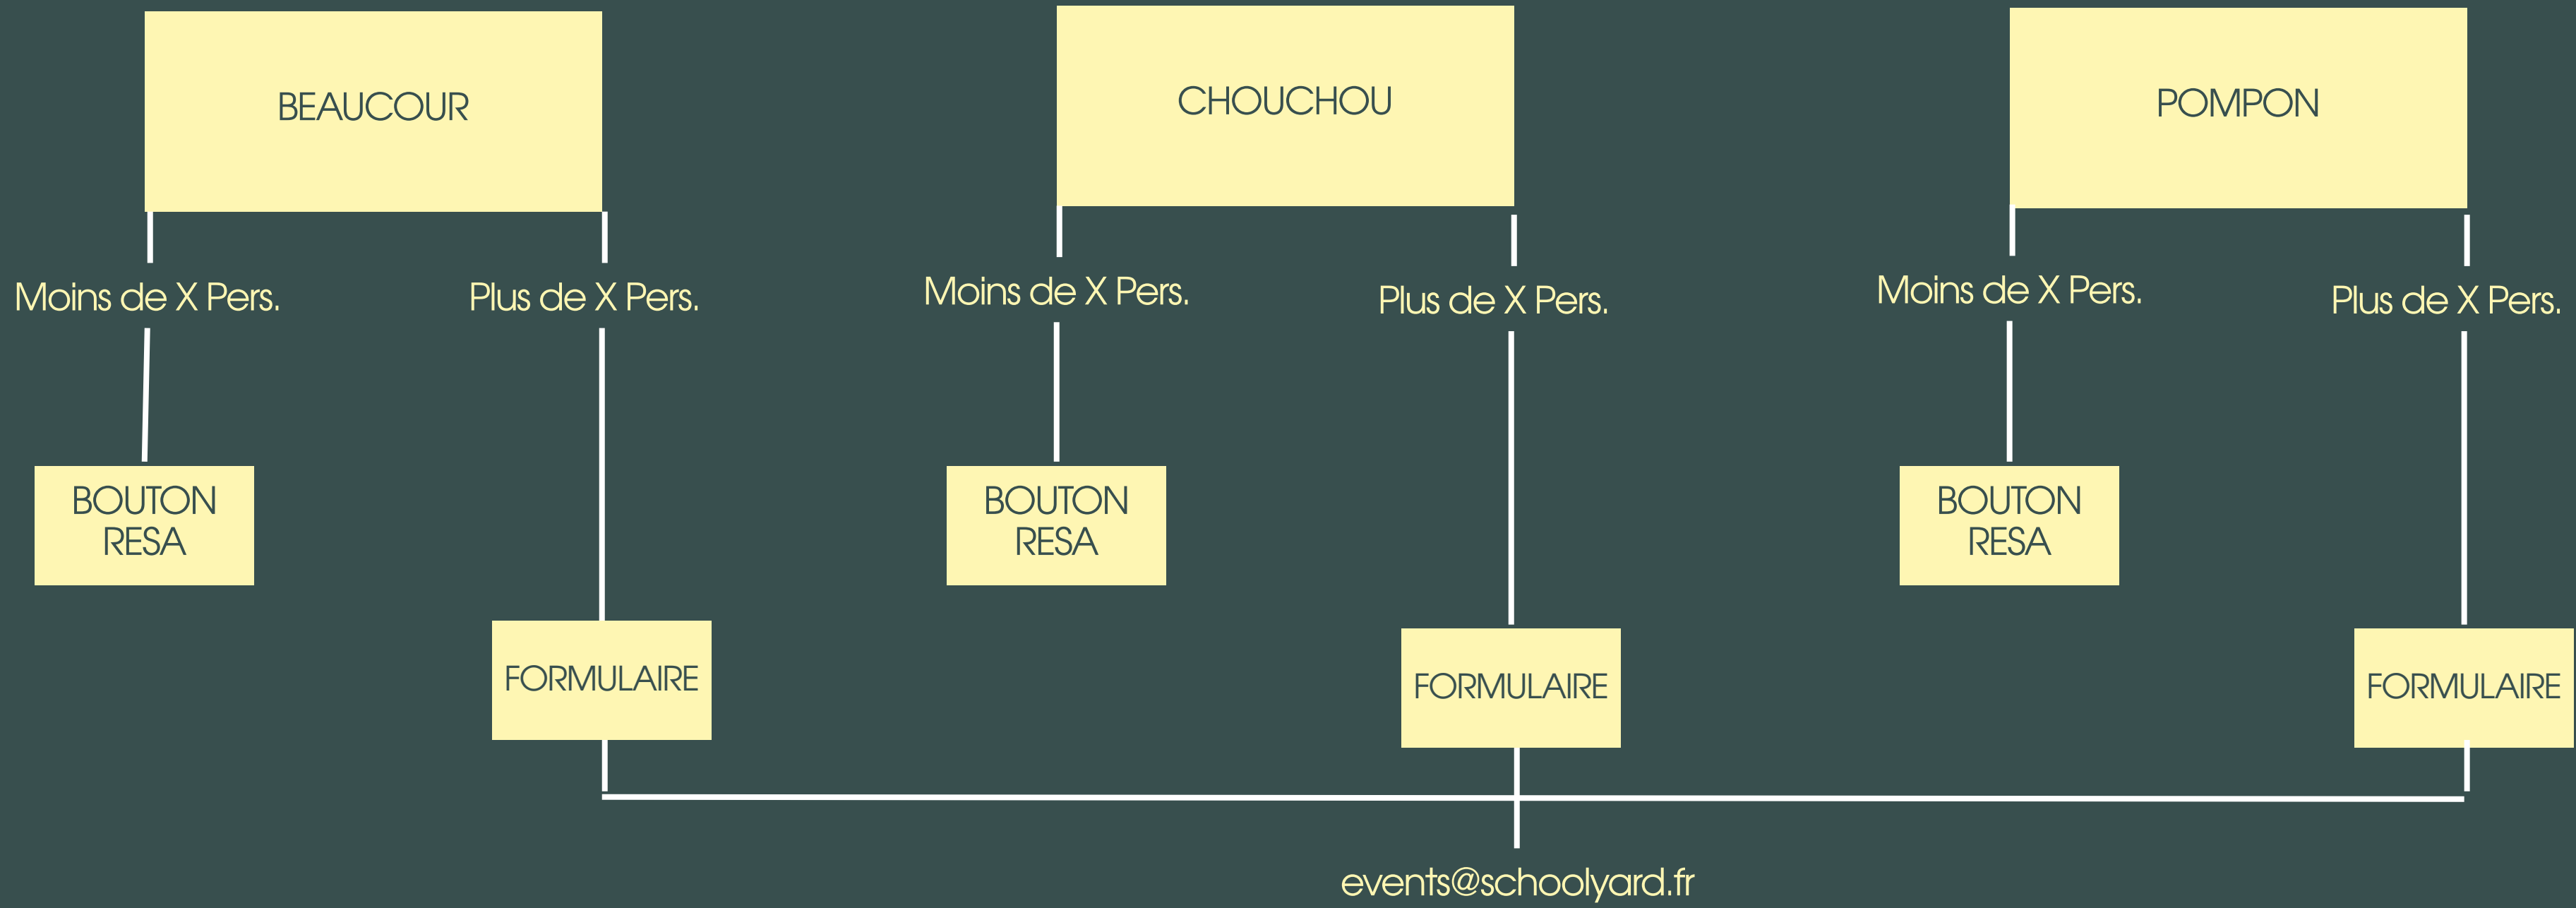 BEAUCOUR
CHOUCHOU
POMPON
Moins de X Pers.
Plus de X Pers.
Moins de X Pers.
Plus de X Pers.
Moins de X Pers.
Plus de X Pers.
BOUTON
RESA
BOUTON
RESA
BOUTON
RESA
FORMULAIRE
FORMULAIRE
FORMULAIRE
events@schoolyard.fr